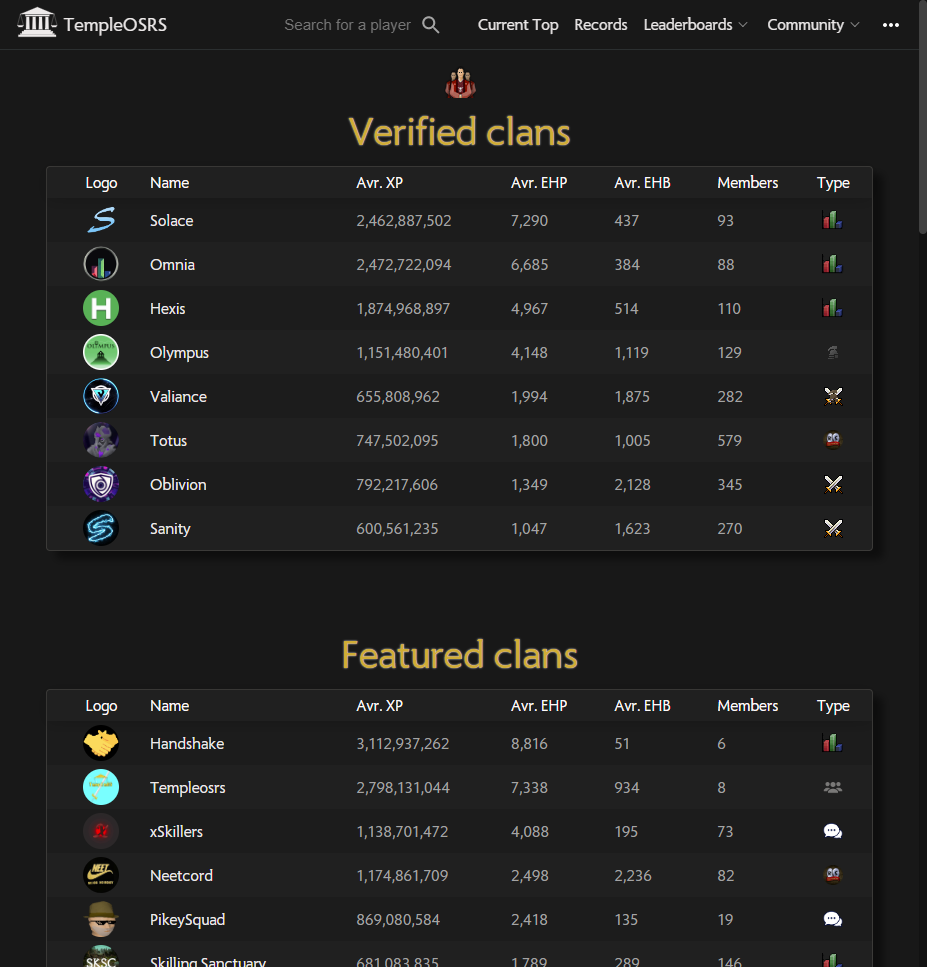 TempleOSRS Search for a player Current Top Records Leaderboards Community
Verified clans
Logo Name Avr. XP Avr. EHP Avr. EHB Members Type
Solace 2,462,887,502 7,290 437 93
Omnia 2,472,722,094 6,685 384 88
H Hexis 1,874,968,897 4,967 514 110
OLYMPUS Olympus 1,151,480,401 4,148 1,119 129
Valiance 655,808,962 1,994 1,875 282
Totus 747,502,095 1,800 1,005 579
Oblivion 792,217,606 1,349 2,128 345
S Sanity 600,561,235 1,047 1,623 270
Featured clans
Logo Name Avr. XP Avr. EHP Avr. EHB Members Type
Handshake 3,112,937,262 8,816 51 6
Templeosrs 2,798,131,044 7,338 934 8
xSkillers 1,138,701,472 4,088 195 73
NEET Neetcord 1,174,861,709 2,498 2,236 82
PikeySquad 869,080,584 2,418 135 19
SKSC Skilling Sanctuary 681,083,835 1,789 289 146